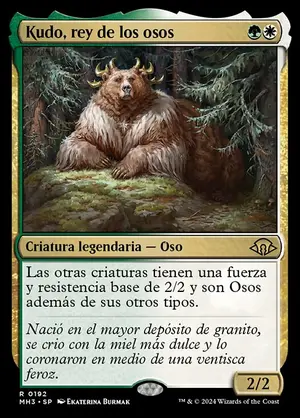 Kudo, rey de los osos
Criatura legendaria — Oso
Las otras criaturas tienen una fuerza
y resistencia base de 2/2 y son Osos
además de sus otros tipos.
Nació en el mayor depósito de granito,
se crio con la miel más dulce y lo
coronaron en medio de una ventisca
feroz.
2/2
R 0192
MH3 • SP EKATERINA BURMAK
™ & © 2024 Wizards of the Coast